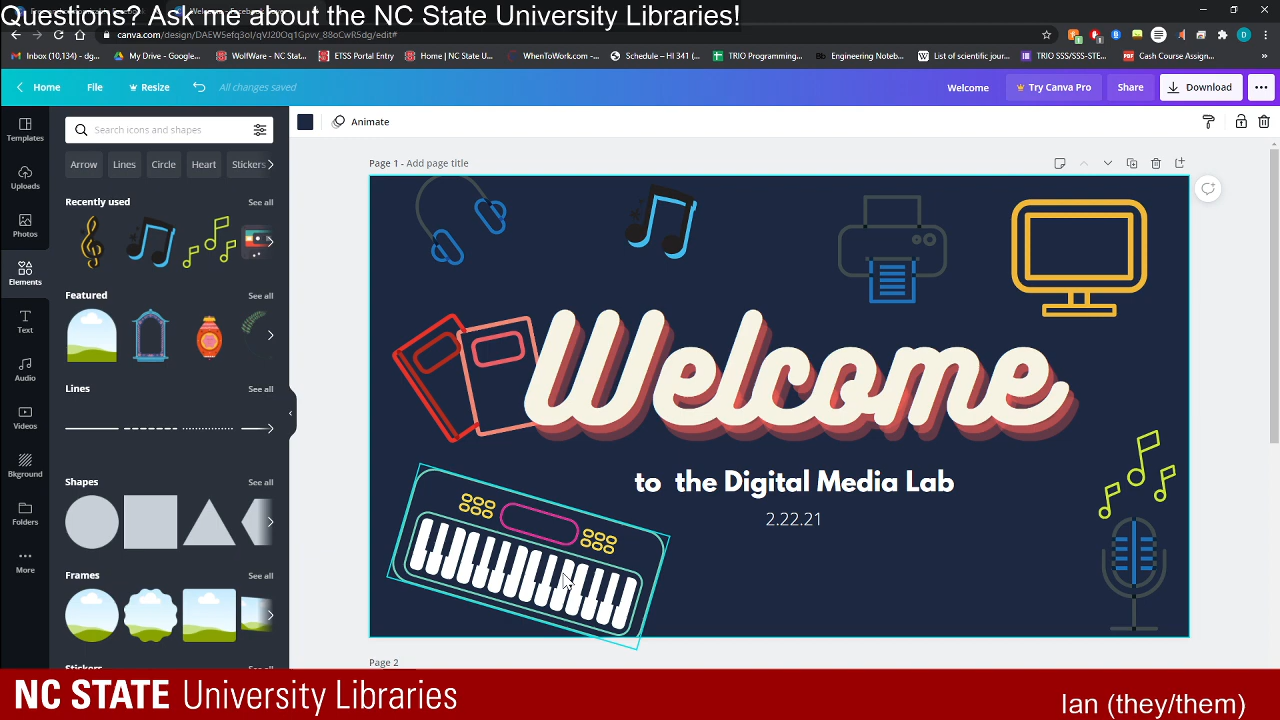 Questions? Ask me about the NC State University Libraries!
canva.com/design/DAEW5efq3oI/qVJ20Oq1Gpvv_88oCwR5dg/edit#
Inbox (10,130) - dg... My Drive - Google... WolfWare - NC State... ETSS Portal Entry Home | NC State U... WhenToWork.com -... Schedule – HI 341 (... TRIO Programming... Engineering Noteb... List of scientific jour... TRIO SSS/SSS-STE... Cash Course Assign...
Home File Resize All changes saved Welcome Try Canva Pro Share Download
Search icons and shapes Animate
Templates
Arrow Lines Circle Heart Stickers
Page 1 - Add page title
Uploads
Recently used See all
Photos
Elements
Featured See all
Text
Audio
Lines See all
Videos
Bkground
Shapes See all
Folders
More
Frames See all
Welcome
to the Digital Media Lab
2.22.21
Page 2
Stickers See all
NC STATE University Libraries
Ian (they/them)